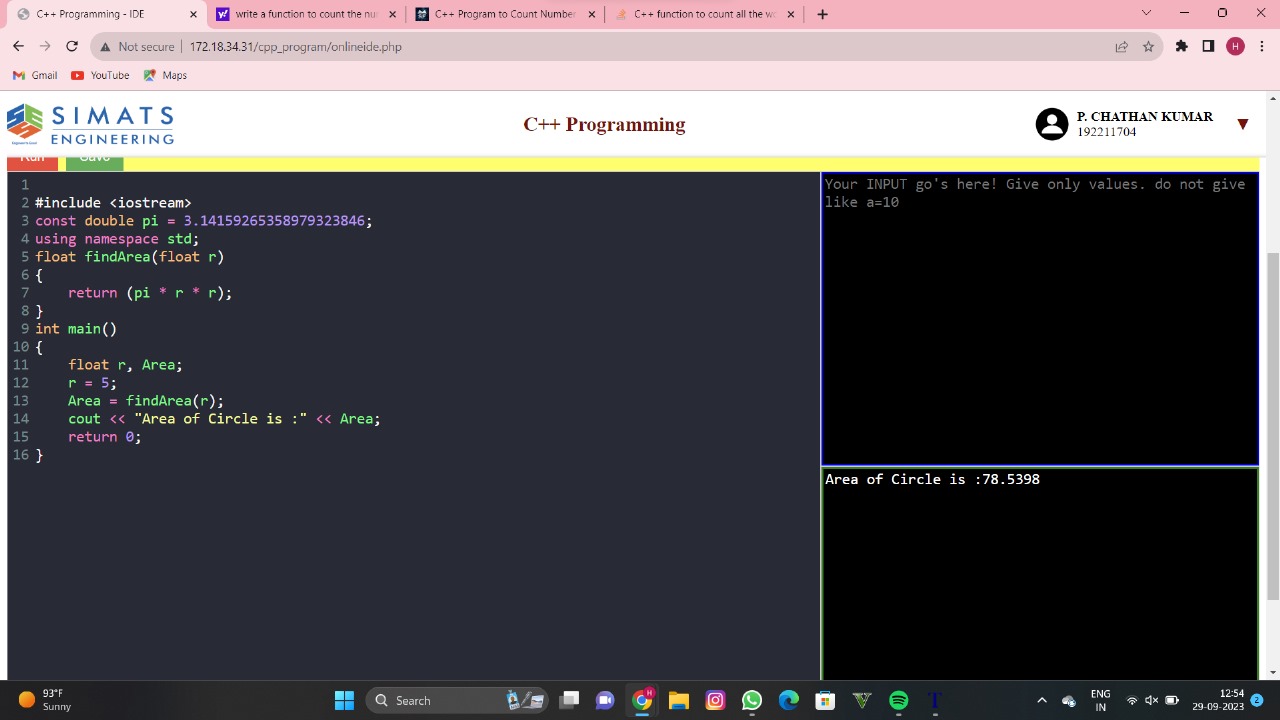 C++ Programming - IDE
write a function to count the nu
C++ Program to Count Number
C++ function to count all the wo
Not secure | 172.18.34.31/cpp_program/onlineide.php
H
Gmail YouTube Maps
SIMATS
ENGINEERING
C++ Programming
P. CHATHAN KUMAR
192211704
Run Save
1
2 #include <iostream>
3 const double pi = 3.14159265358979323846;
4 using namespace std;
5 float findArea(float r)
6 {
7     return (pi * r * r);
8 }
9 int main()
10 {
11     float r, Area;
12     r = 5;
13     Area = findArea(r);
14     cout << "Area of Circle is :" << Area;
15     return 0;
16 }
Your INPUT go's here! Give only values. do not give
like a=10
Area of Circle is :78.5398
93°F
Sunny
Search
ENG
IN
12:54
29-09-2023
2